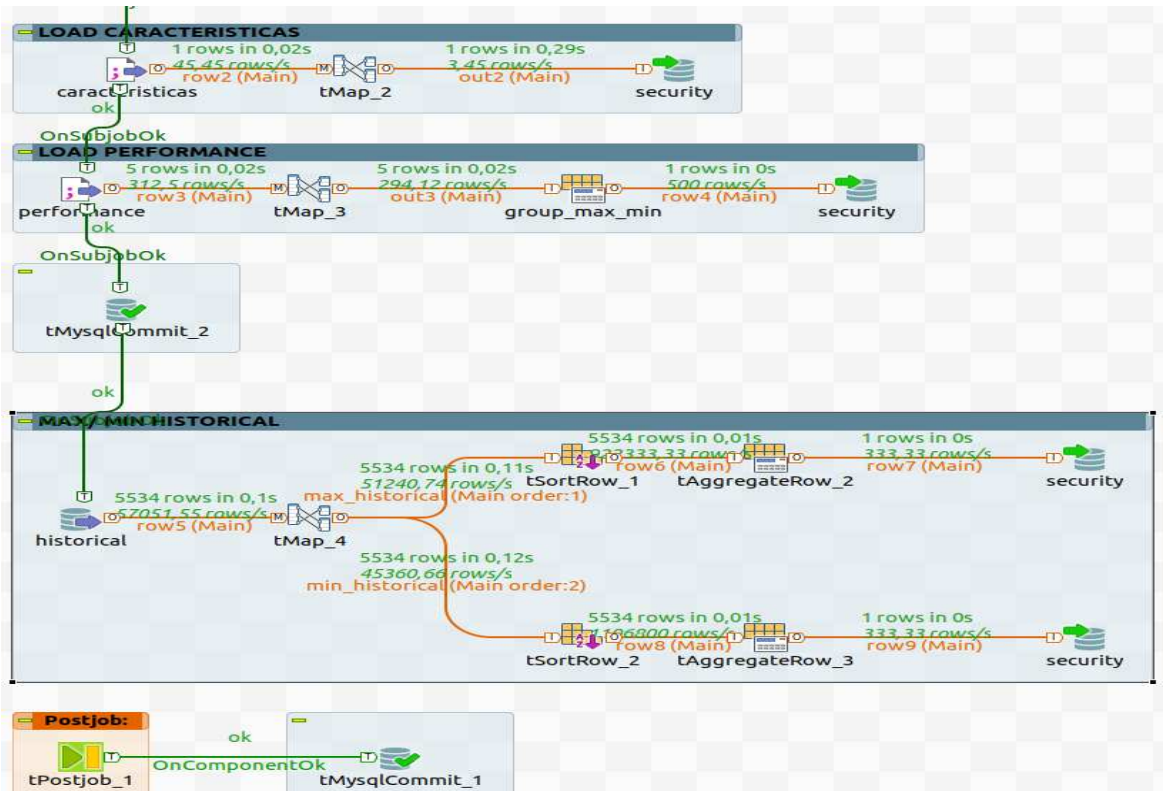 LOAD CARACTERISTICAS
1 rows in 0,02s
1 rows in 0,29s
45,45 rows/s
3,45 rows/s
row2 (Main)
out2 (Main)
caracteristicas
tMap_2
security
ok
OnSubjobOk
LOAD PERFORMANCE
5 rows in 0,02s
5 rows in 0,02s
1 rows in 0s
312,5 rows/s
294,12 rows/s
500 rows/s
row3 (Main)
out3 (Main)
row4 (Main)
performance
tMap_3
group_max_min
security
ok
OnSubjobOk
tMysqlCommit_2
ok
MAX/ MIN HISTORICAL
5534 rows in 0,01s
1 rows in 0s
333,33 rows/s
row6 (Main)
row7 (Main)
5534 rows in 0,11s
tSortRow_1
tAggregateRow_2
security
51240,74 rows/s
max_historical (Main order:1)
5534 rows in 0,1s
57051,55 rows/s
row5 (Main)
historical
tMap_4
5534 rows in 0,12s
45360,66 rows/s
min_historical (Main order:2)
5534 rows in 0,01s
1 rows in 0s
rows/s
333,33 rows/s
row8 (Main)
row9 (Main)
tSortRow_2
tAggregateRow_3
security
Postjob:
ok
OnComponentOk
tPostjob_1
tMysqlCommit_1